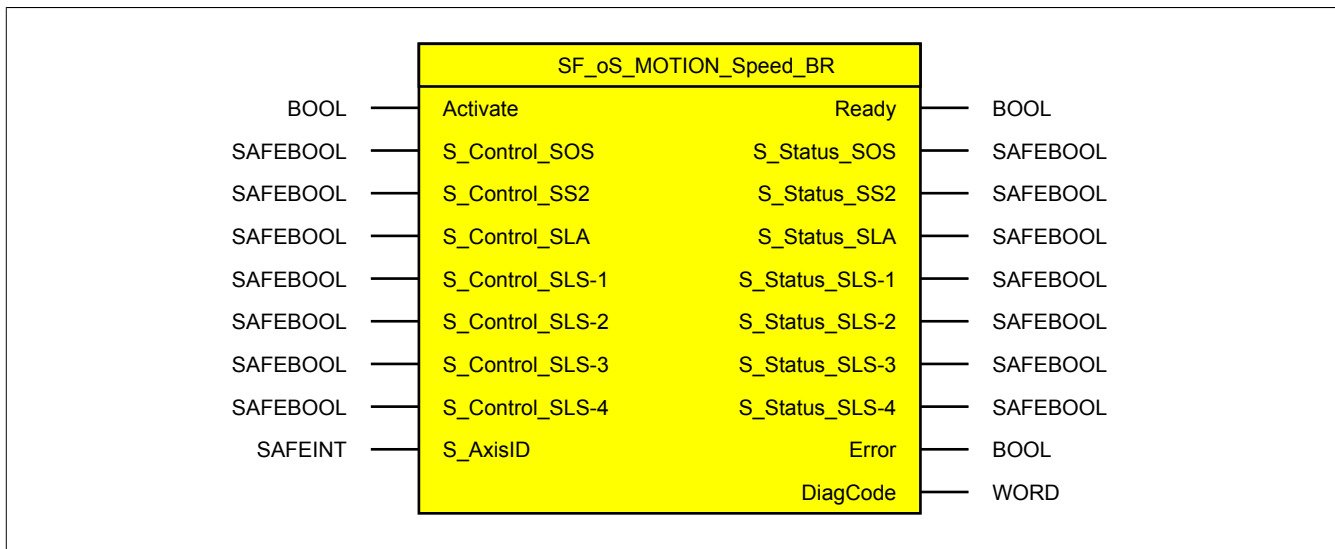 SF_oS_MOTION_Speed_BR
BOOL Activate Ready BOOL
SAFEBOOL S_Control_SOS S_Status_SOS SAFEBOOL
SAFEBOOL S_Control_SS2 S_Status_SS2 SAFEBOOL
SAFEBOOL S_Control_SLA S_Status_SLA SAFEBOOL
SAFEBOOL S_Control_SLS-1 S_Status_SLS-1 SAFEBOOL
SAFEBOOL S_Control_SLS-2 S_Status_SLS-2 SAFEBOOL
SAFEBOOL S_Control_SLS-3 S_Status_SLS-3 SAFEBOOL
SAFEBOOL S_Control_SLS-4 S_Status_SLS-4 SAFEBOOL
SAFEINT S_AxisID Error BOOL
DiagCode WORD